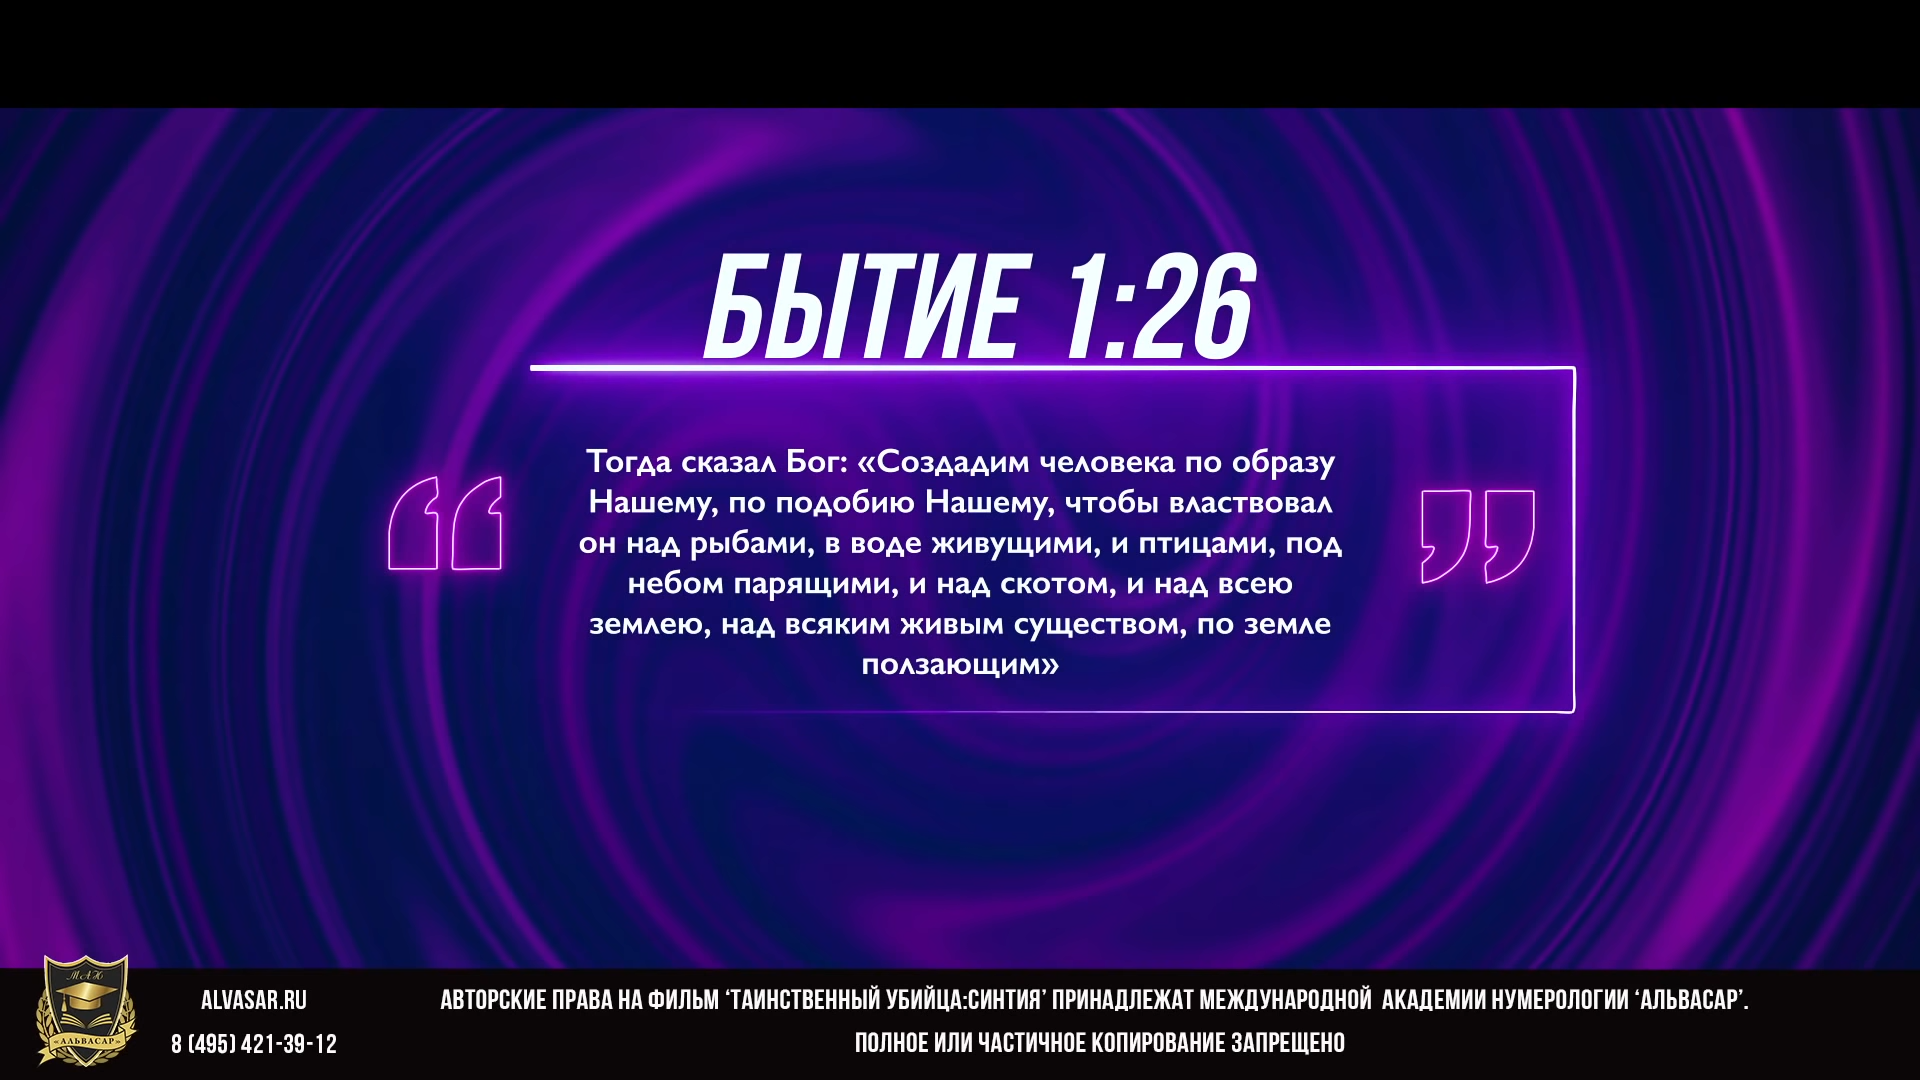 БЫТИЕ 1:26
Тогда сказал Бог: «Создадим человека по образу
Нашему, по подобию Нашему, чтобы властвовал
он над рыбами, в воде живущими, и птицами, под
небом парящими, и над скотом, и над всею
землею, над всяким живым существом, по земле
ползающим»
МАН
«АЛЬВАСАР»
ALVASAR.RU
8 (495) 421-39-12
АВТОРСКИЕ ПРАВА НА ФИЛЬМ ‘ТАИНСТВЕННЫЙ УБИЙЦА:СИНТИЯ’ ПРИНАДЛЕЖАТ МЕЖДУНАРОДНОЙ АКАДЕМИИ НУМЕРОЛОГИИ ‘АЛЬВАСАР’.
ПОЛНОЕ ИЛИ ЧАСТИЧНОЕ КОПИРОВАНИЕ ЗАПРЕЩЕНО